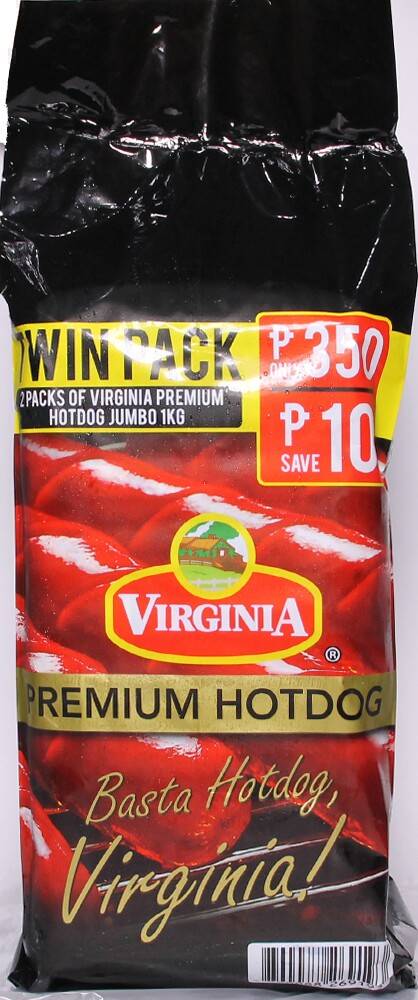 TWIN PACK
2 PACKS OF VIRGINIA PREMIUM
HOTDOG JUMBO 1KG
₱350
ONLY
₱
SAVE 10
VIRGINIA
®
PREMIUM HOTDOG
Basta Hotdog,
Virginia!